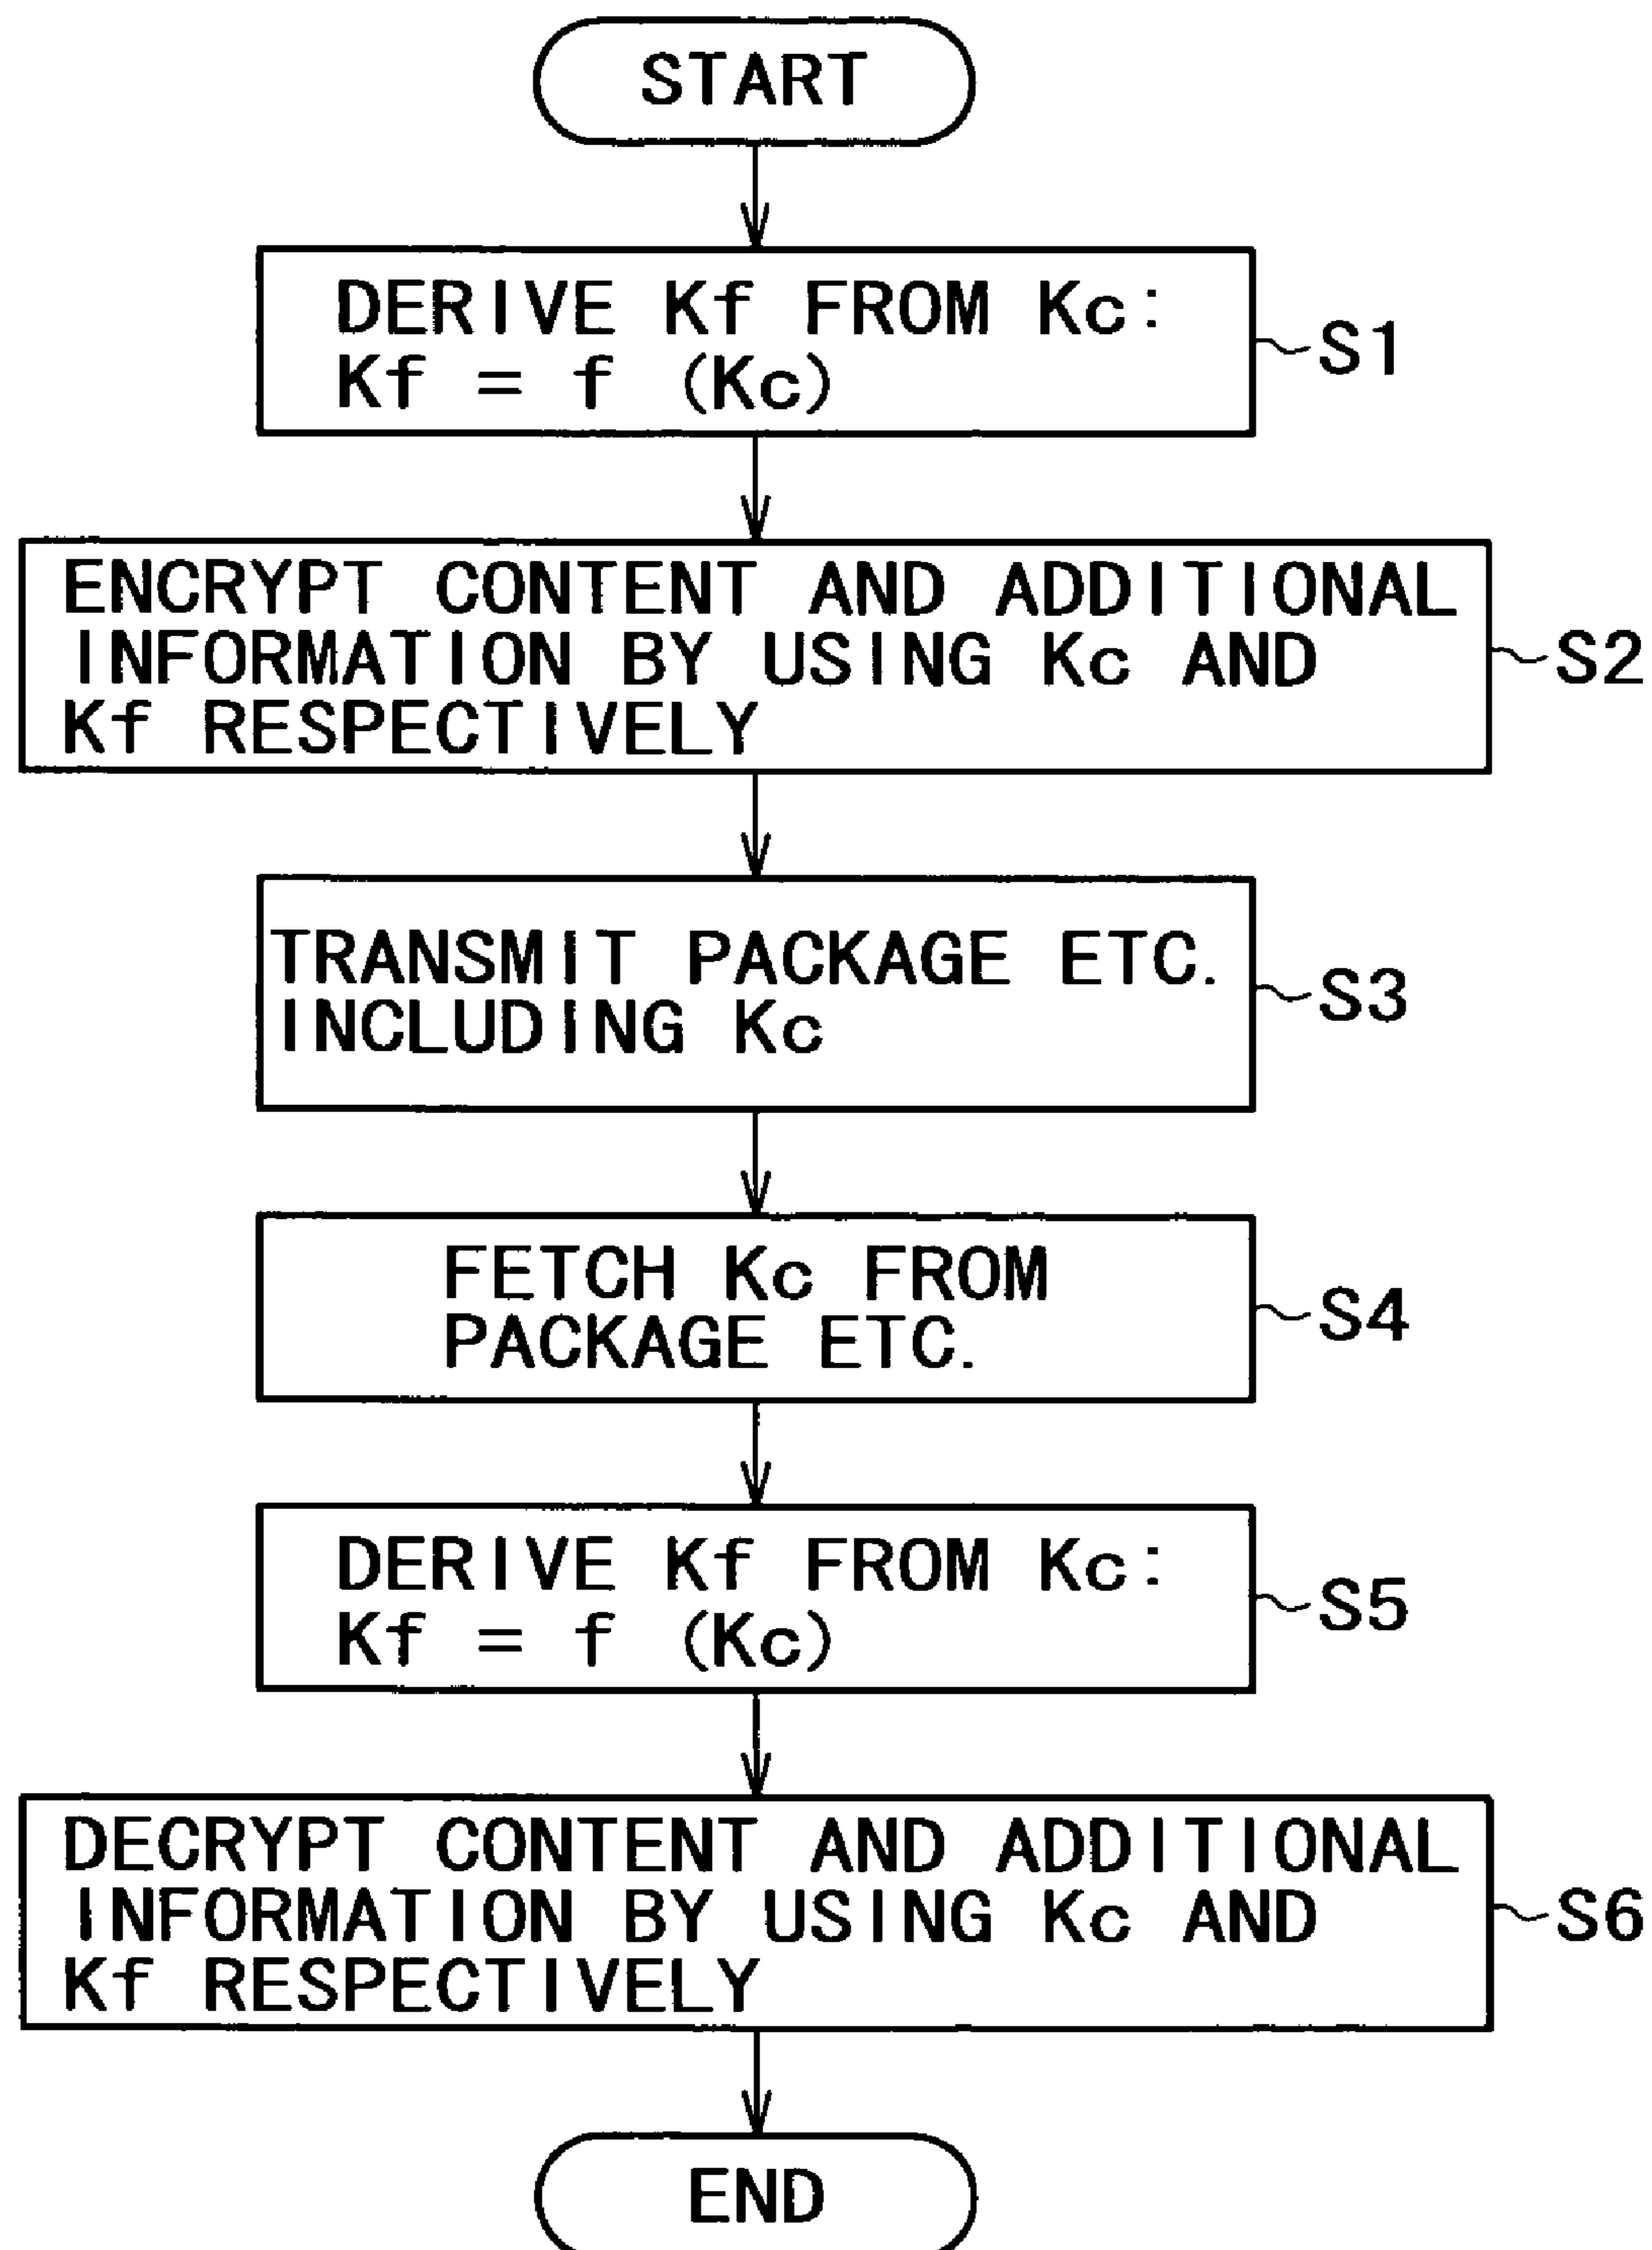 START
DERIVE Kf FROM Kc:
Kf = f (Kc)
S1
ENCRYPT CONTENT AND ADDITIONAL
INFORMATION BY USING Kc AND
Kf RESPECTIVELY
S2
TRANSMIT PACKAGE ETC.
INCLUDING Kc
S3
FETCH Kc FROM
PACKAGE ETC.
S4
DERIVE Kf FROM Kc:
Kf = f (Kc)
S5
DECRYPT CONTENT AND ADDITIONAL
INFORMATION BY USING Kc AND
Kf RESPECTIVELY
S6
END